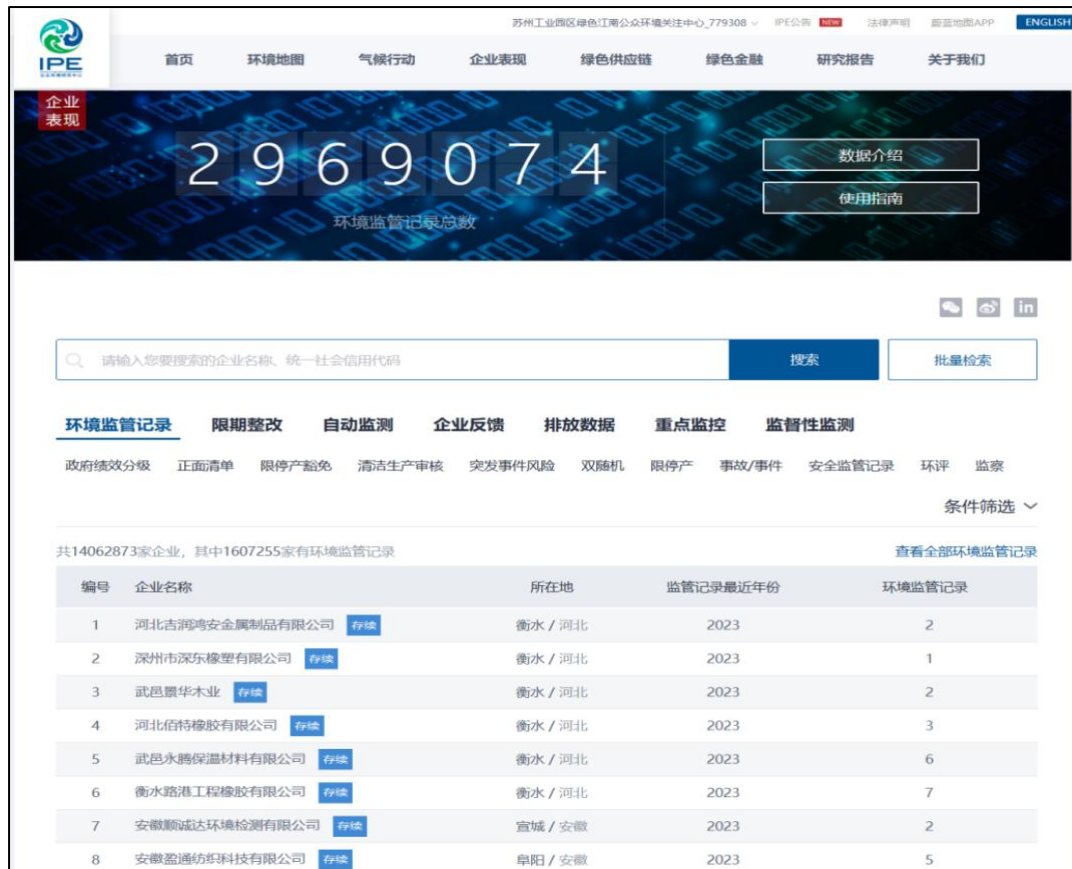 苏州工业园区绿色江南公众环境关注中心_779308 IPE公告 NEW 法律声明 蔚蓝地图APP ENGLISH
IPE
首页 环境地图 气候行动 企业表现 绿色供应链 绿色金融 研究报告 关于我们
企业
表现
2969074
环境监管记录总数
数据介绍
使用指南
in
请输入您要搜索的企业名称、统一社会信用代码 搜索 批量检索
环境监管记录 限期整改 自动监测 企业反馈 排放数据 重点监控 监督性监测
政府绩效分级 正面清单 限停产豁免 清洁生产审核 突发事件风险 双随机 限停产 事故/事件 安全监管记录 环评 监察
条件筛选
共14062873家企业，其中1607255家有环境监管记录 查看全部环境监管记录
编号 企业名称 所在地 监管记录最近年份 环境监管记录
1 河北吉润鸿安金属制品有限公司 存续 衡水 / 河北 2023 2
2 深州市深东橡塑有限公司 存续 衡水 / 河北 2023 1
3 武邑景华木业 存续 衡水 / 河北 2023 2
4 河北佰特橡胶有限公司 存续 衡水 / 河北 2023 3
5 武邑永腾保温材料有限公司 存续 衡水 / 河北 2023 6
6 衡水路港工程橡胶有限公司 存续 衡水 / 河北 2023 7
7 安徽顺诚达环境检测有限公司 存续 宣城 / 安徽 2023 2
8 安徽盈通纺织科技有限公司 存续 阜阳 / 安徽 2023 5